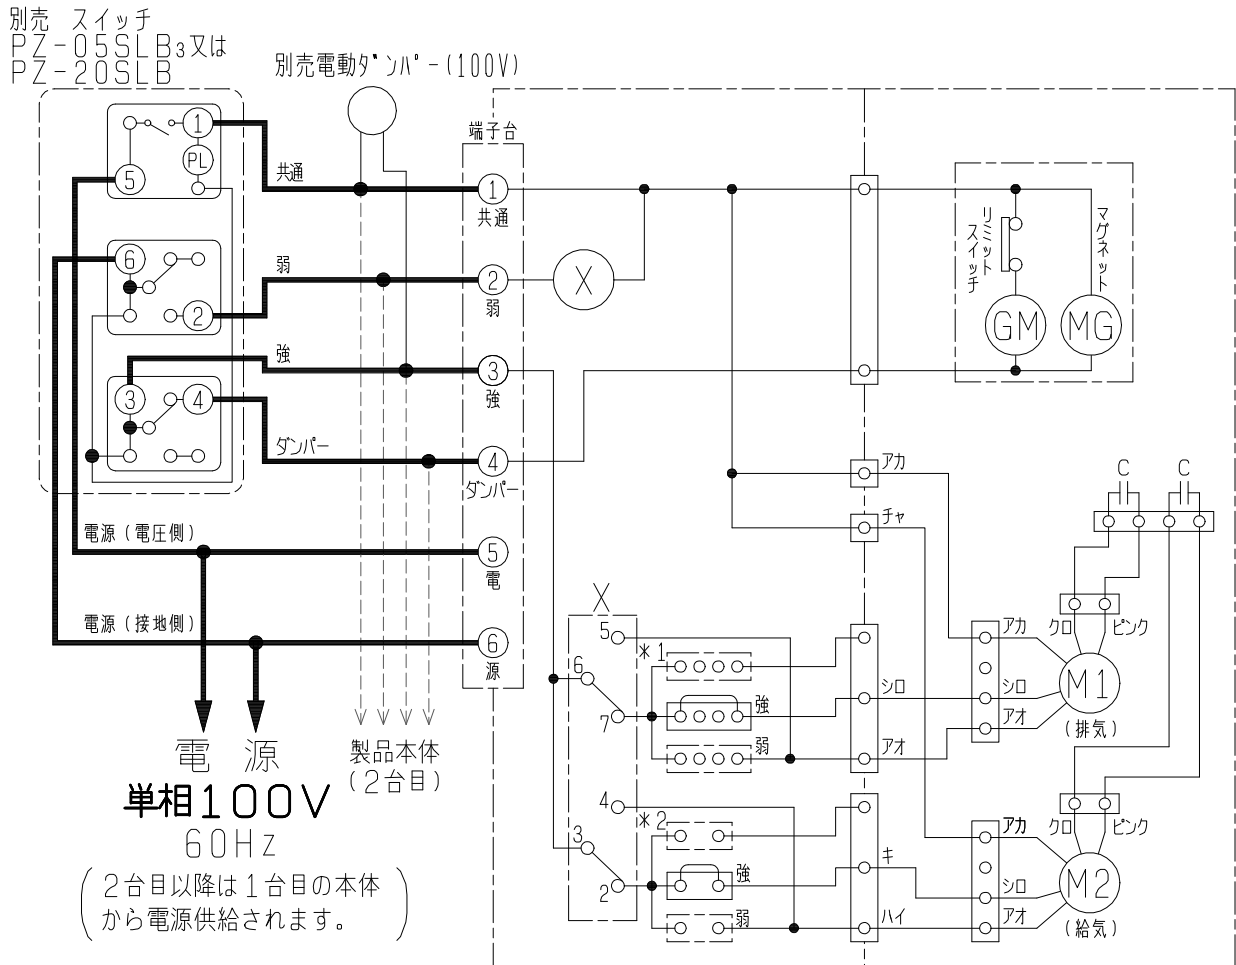 別売 スイッチ
PZ-05SLB3又は
PZ-20SLB
別売電動ダンパー(100V)
端子台
1
PL
5
共通
1
共通
6
2
弱
2
弱
X
3
4
強
3
強
ダンパー
4
ダンパー
電源(電圧側)
5
電
電源(接地側)
6
源
リミット
スイッチ
マグネット
GM
MG
アカ
チャ
C
C
X
5
6
7
*1
強
弱
シロ
アオ
アカ
シロ
アオ
クロ
ピンク
M1
(排気)
4
3
2
*2
強
弱
キ
ハイ
アカ
シロ
アオ
クロ
ピンク
M2
(給気)
電 源
単相100V
60Hz
(2台目以降は1台目の本体
から電源供給されます。)
製品本体
(2台目)